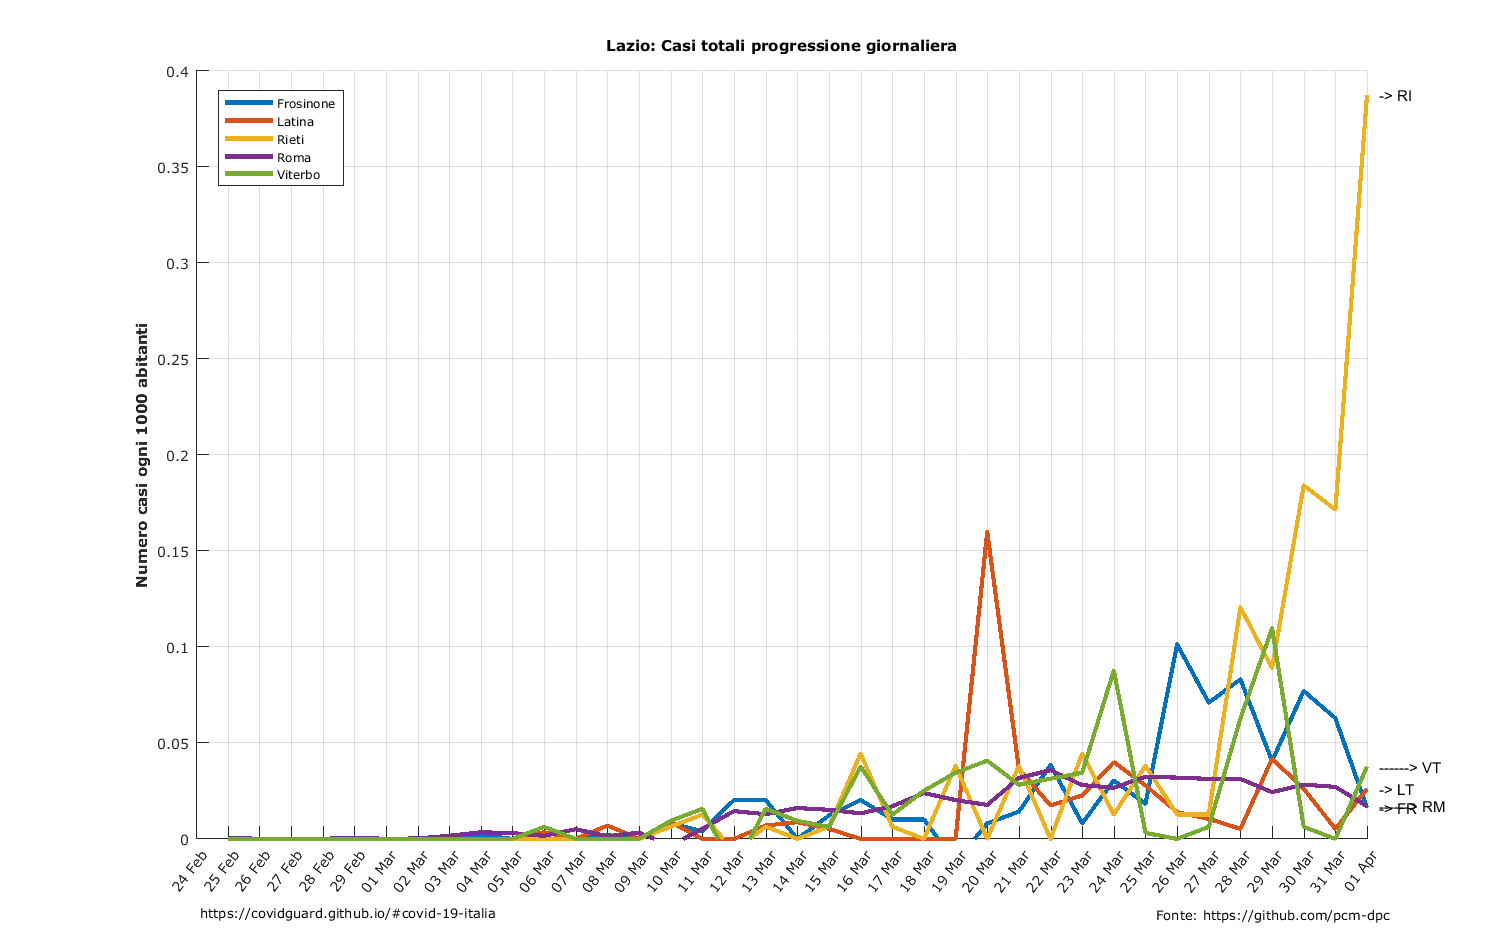 Lazio: Casi totali progressione giornaliera
Numero casi ogni 1000 abitanti
0.4
0.35
0.3
0.25
0.2
0.15
0.1
0.05
0
Frosinone
Latina
Rieti
Roma
Viterbo
-> RI
------> VT
-> LT
-> FR
-----> RM
24 Feb
25 Feb
26 Feb
27 Feb
28 Feb
29 Feb
01 Mar
02 Mar
03 Mar
04 Mar
05 Mar
06 Mar
07 Mar
08 Mar
09 Mar
10 Mar
11 Mar
12 Mar
13 Mar
14 Mar
15 Mar
16 Mar
17 Mar
18 Mar
19 Mar
20 Mar
21 Mar
22 Mar
23 Mar
24 Mar
25 Mar
26 Mar
27 Mar
28 Mar
29 Mar
30 Mar
31 Mar
01 Apr
https://covidguard.github.io/#covid-19-italia
Fonte: https://github.com/pcm-dpc